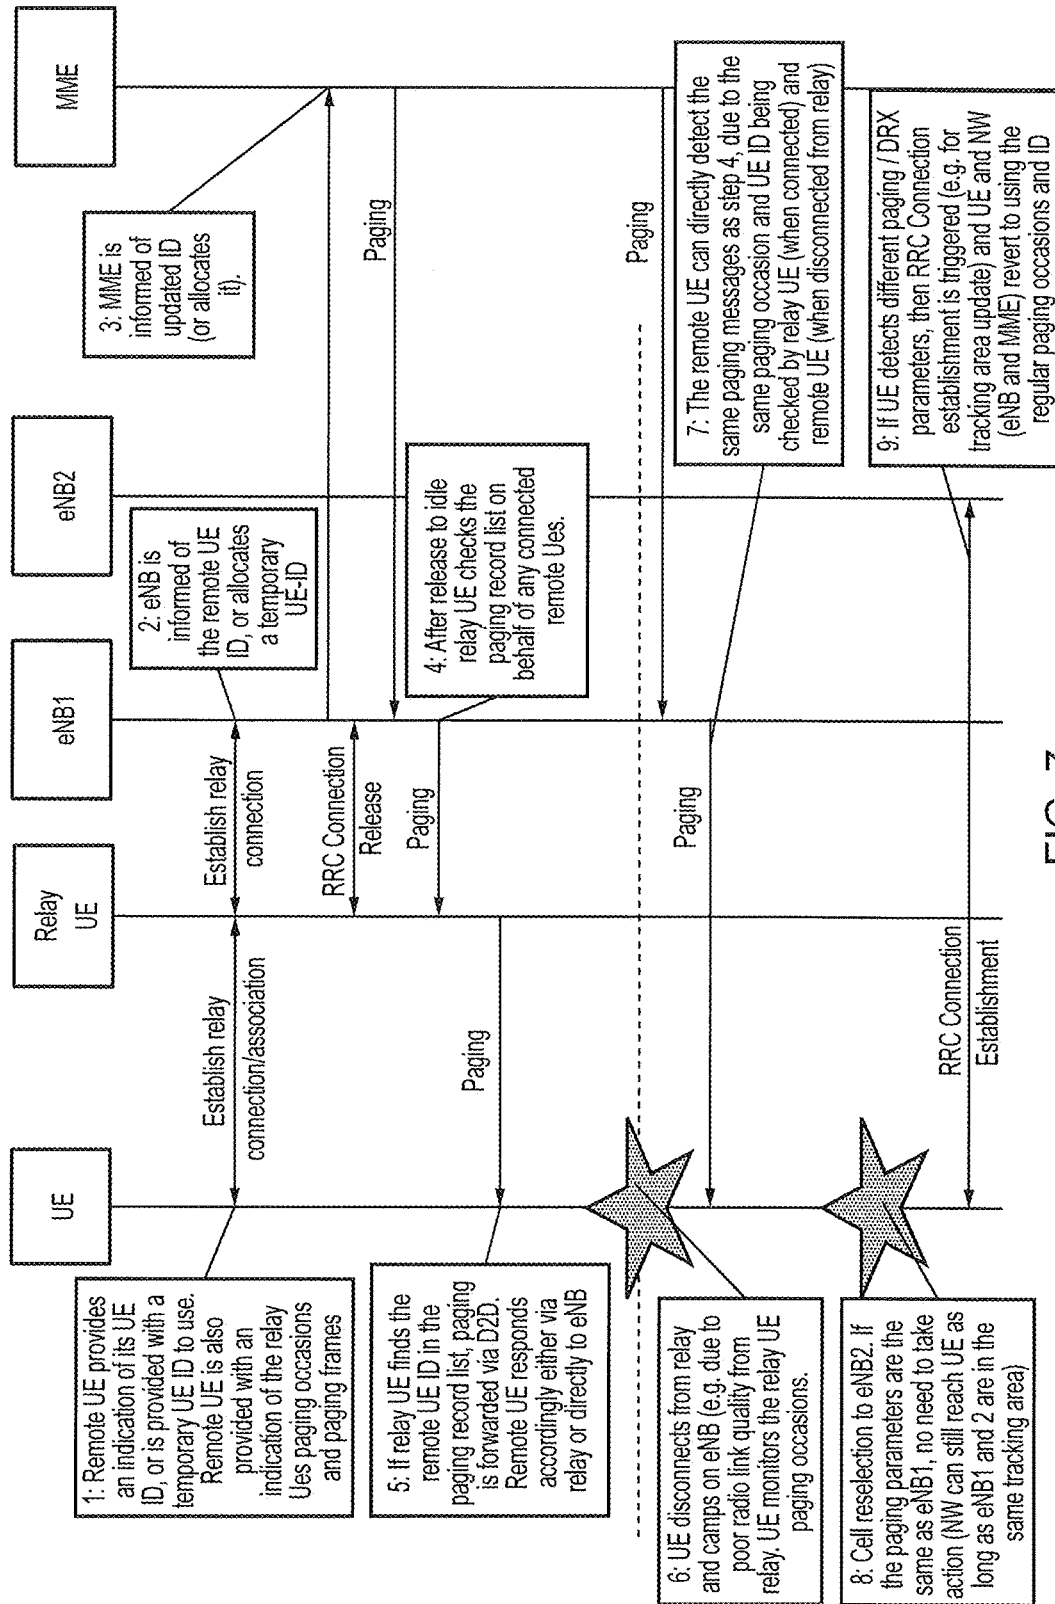 MME
eNB2
eNB1
Relay
UE
UE
1: Remote UE provides
an indication of its UE
ID, or is provided with a
temporary UE ID to use.
Remote UE is also
provided with an
indication of the relay
Ues paging occasions
and paging frames
Establish relay
connection/association
Establish relay
connection
2: eNB is
informed of
the remote UE
ID, or allocates
a temporary
UE-ID
3: MME is
informed of
updated ID
(or allocates
it).
RRC Connection
Release
Paging
Paging
4: After release to idle
relay UE checks the
paging record list on
behalf of any connected
remote Ues.
5: If relay UE finds the
remote UE ID in the
paging record list, paging
is forwarded via D2D.
Remote UE responds
accordingly either via
relay or directly to eNB
Paging
6: UE disconnects from relay
and camps on eNB (e.g. due to
poor radio link quality from
relay. UE monitors the relay UE
paging occasions.
Paging
Paging
7: The remote UE can directly detect the
same paging messages as step 4, due to the
same paging occasion and UE ID being
checked by relay UE (when connected) and
remote UE (when disconnected from relay)
8: Cell reselection to eNB2. If
the paging parameters are the
same as eNB1, no need to take
action (NW can still reach UE as
long as eNB1 and 2 are in the
same tracking area)
RRC Connection
Establishment
9: If UE detects different paging / DRX
parameters, then RRC Connection
establishment is triggered (e.g. for
tracking area update) and UE and NW
(eNB and MME) revert to using the
regular paging occasions and ID